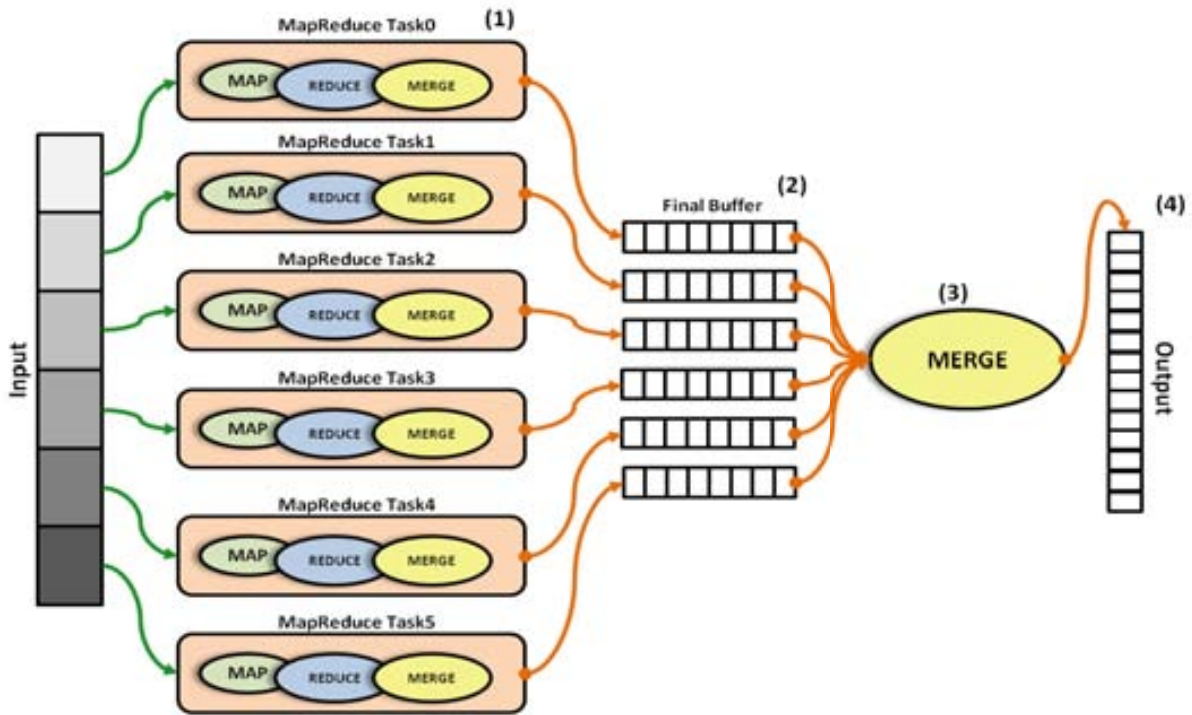 MapReduce Task0
(1)
MAP
REDUCE
MERGE
MapReduce Task1
MAP
REDUCE
MERGE
MapReduce Task2
MAP
REDUCE
MERGE
MapReduce Task3
MAP
REDUCE
MERGE
MapReduce Task4
MAP
REDUCE
MERGE
MapReduce Task5
MAP
REDUCE
MERGE
Input
(2)
Final Buffer
(3)
MERGE
(4)
Output